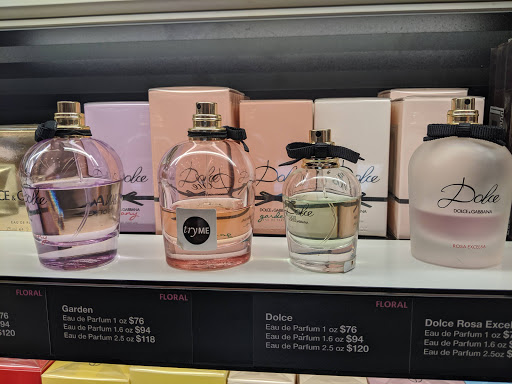 Dolce
Dolce
garden
Dolce
Dolce
Dolce
DOLCE&GABBANA
ROSA EXCELSA
tryME
FLORAL
$76
$94
$120
Garden
FLORAL
Eau de Parfum 1 oz $76
Eau de Parfum 1.6 oz $94
Eau de Parfum 2.5 oz $118
Dolce
FLORAL
Eau de Parfum 1 oz $76
Eau de Parfum 1.6 oz $94
Eau de Parfum 2.5 oz $120
Dolce Rosa Excel
Eau de Parfum 1 oz
Eau de Parfum 1.6 oz
Eau de Parfum 2.5oz